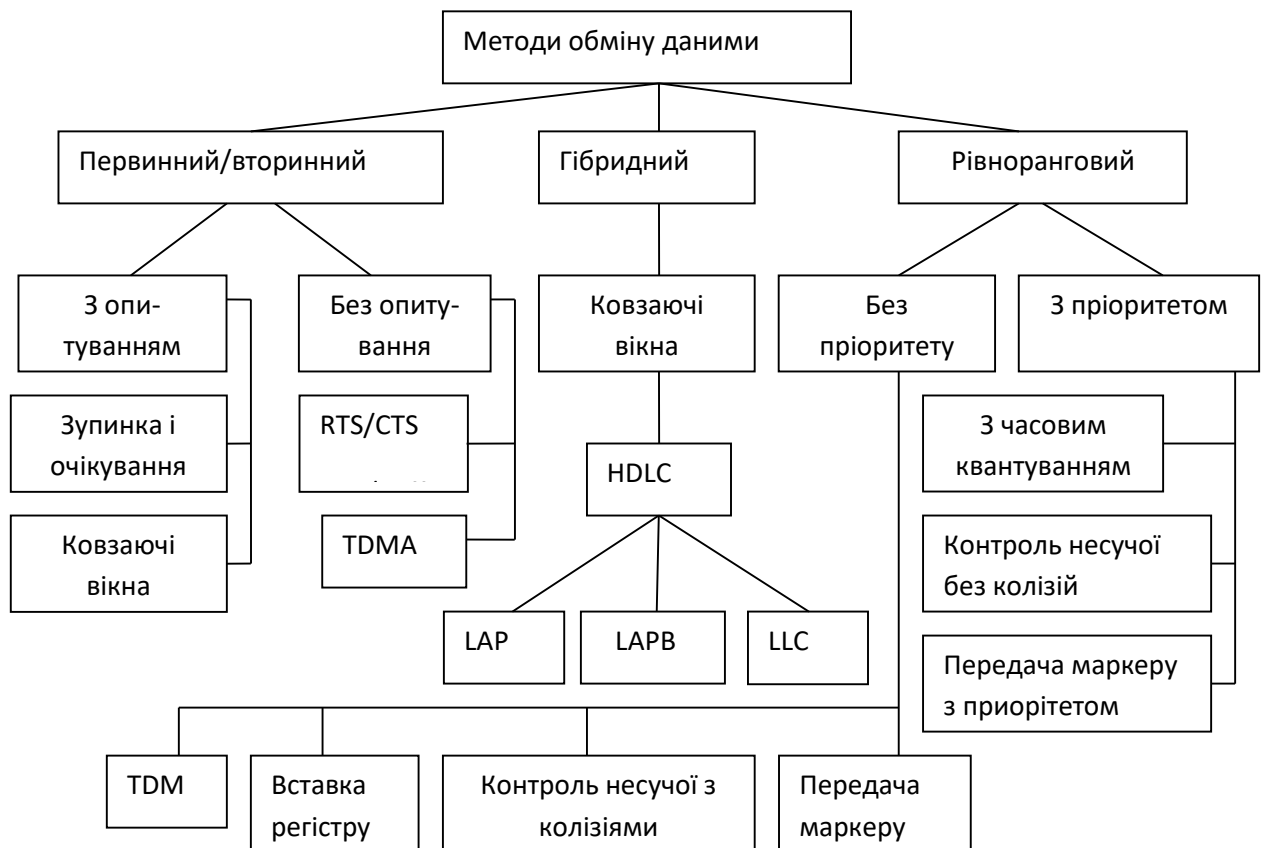 Методи обміну даними
Первинний/вторинний
Гібридний
Рівноранговий
З опи-
туванням
Без опиту-
вання
Ковзаючі
вікна
Без
пріоритету
З пріоритетом
Зупинка і
очікування
RTS/CTS
З часовим
квантуванням
HDLC
Ковзаючі
вікна
TDMA
Контроль несучої
без колізій
LAP
LAPB
LLC
Передача маркеру
з приорітетом
TDM
Вставка
регістру
Контроль несучої з
колізіями
Передача
маркеру